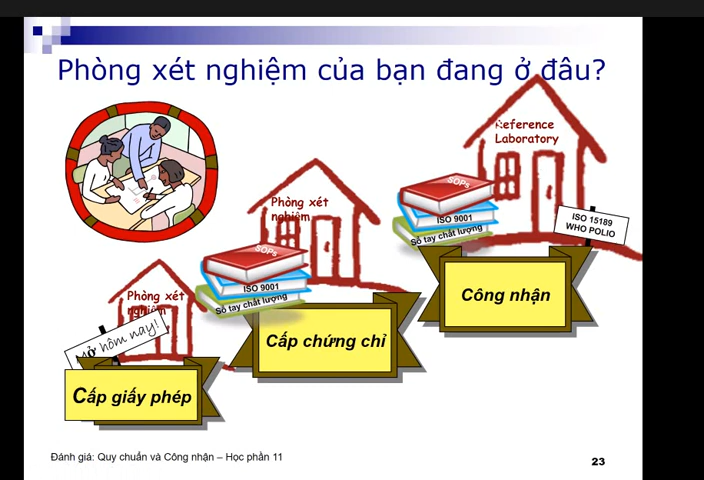 Phòng xét nghiệm của bạn đang ở đâu?
Reference
Laboratory
SOPs
ISO 9001
Sổ tay chất lượng
ISO 15189
WHO POLIO
Công nhận
Phòng xét
nghiệm
SOPs
ISO 9001
Sổ tay chất lượng
Cấp chứng chỉ
Phòng xét
nghiệm
Mở hôm nay!
Cấp giấy phép
Đánh giá: Quy chuẩn và Công nhận – Học phần 11
23